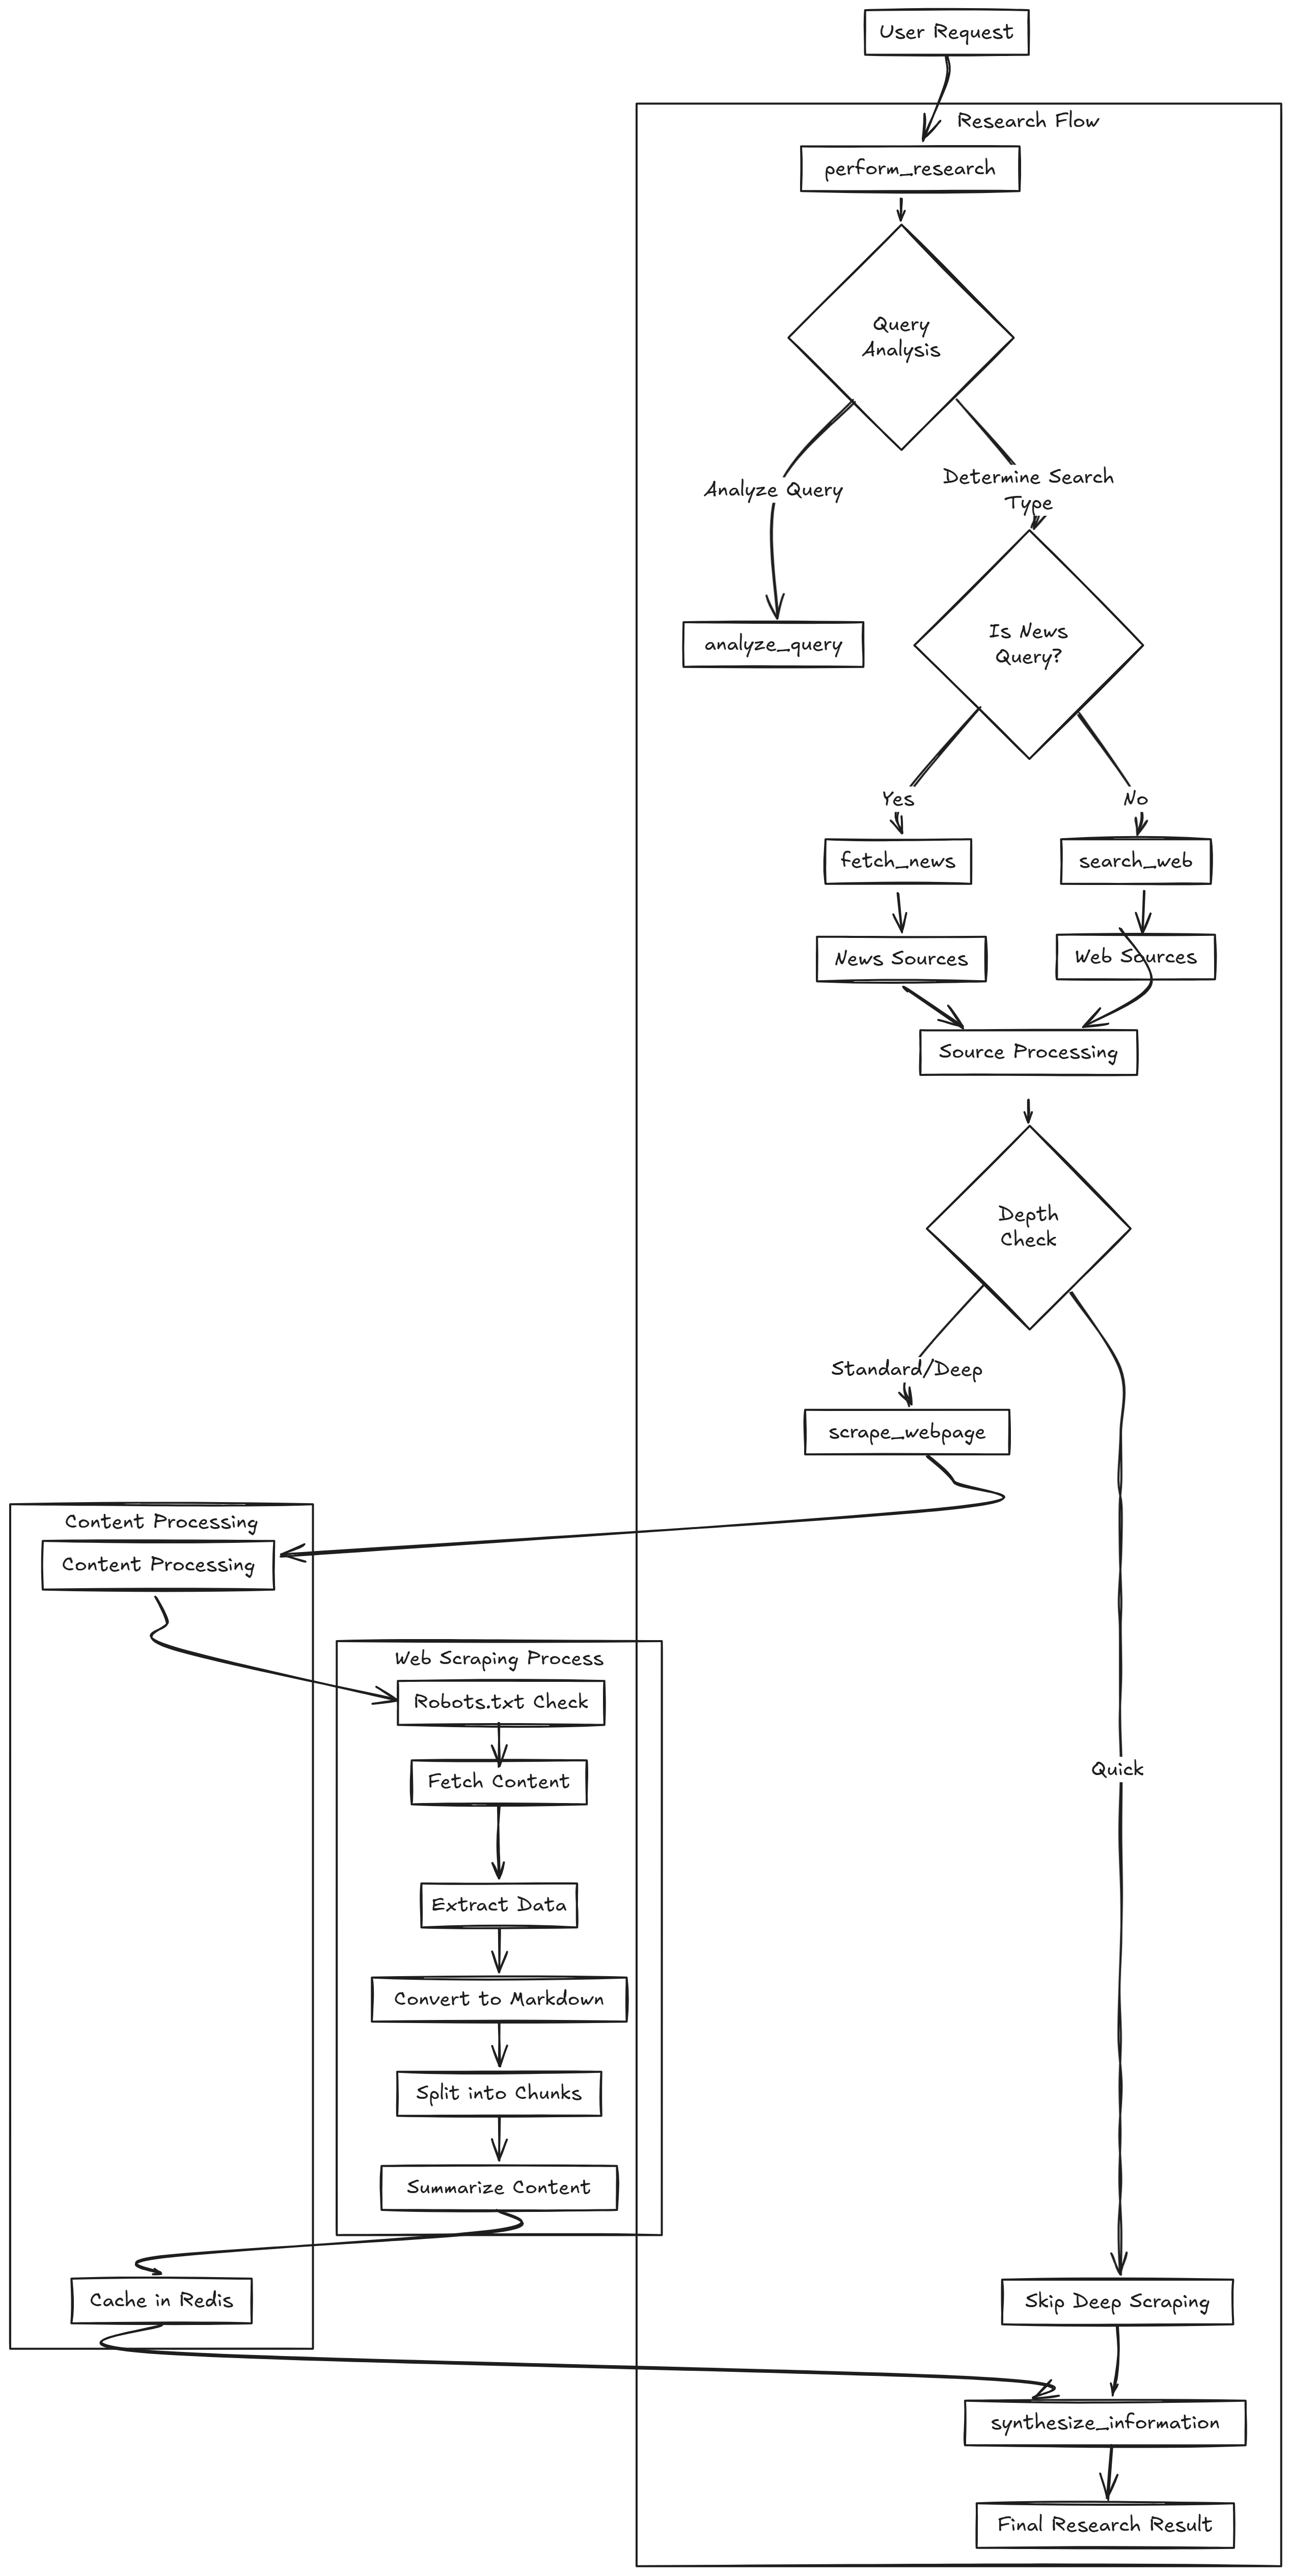 User Request
Research Flow
perform_research
Query
Analysis
Analyze Query
Determine Search
Type
analyze_query
Is News
Query?
Yes
No
fetch_news
search_web
News Sources
Web Sources
Source Processing
Depth
Check
Standard/Deep
scrape_webpage
Content Processing
Content Processing
Web Scraping Process
Robots.txt Check
Fetch Content
Quick
Extract Data
Convert to Markdown
Split into Chunks
Summarize Content
Cache in Redis
Skip Deep Scraping
synthesize_information
Final Research Result